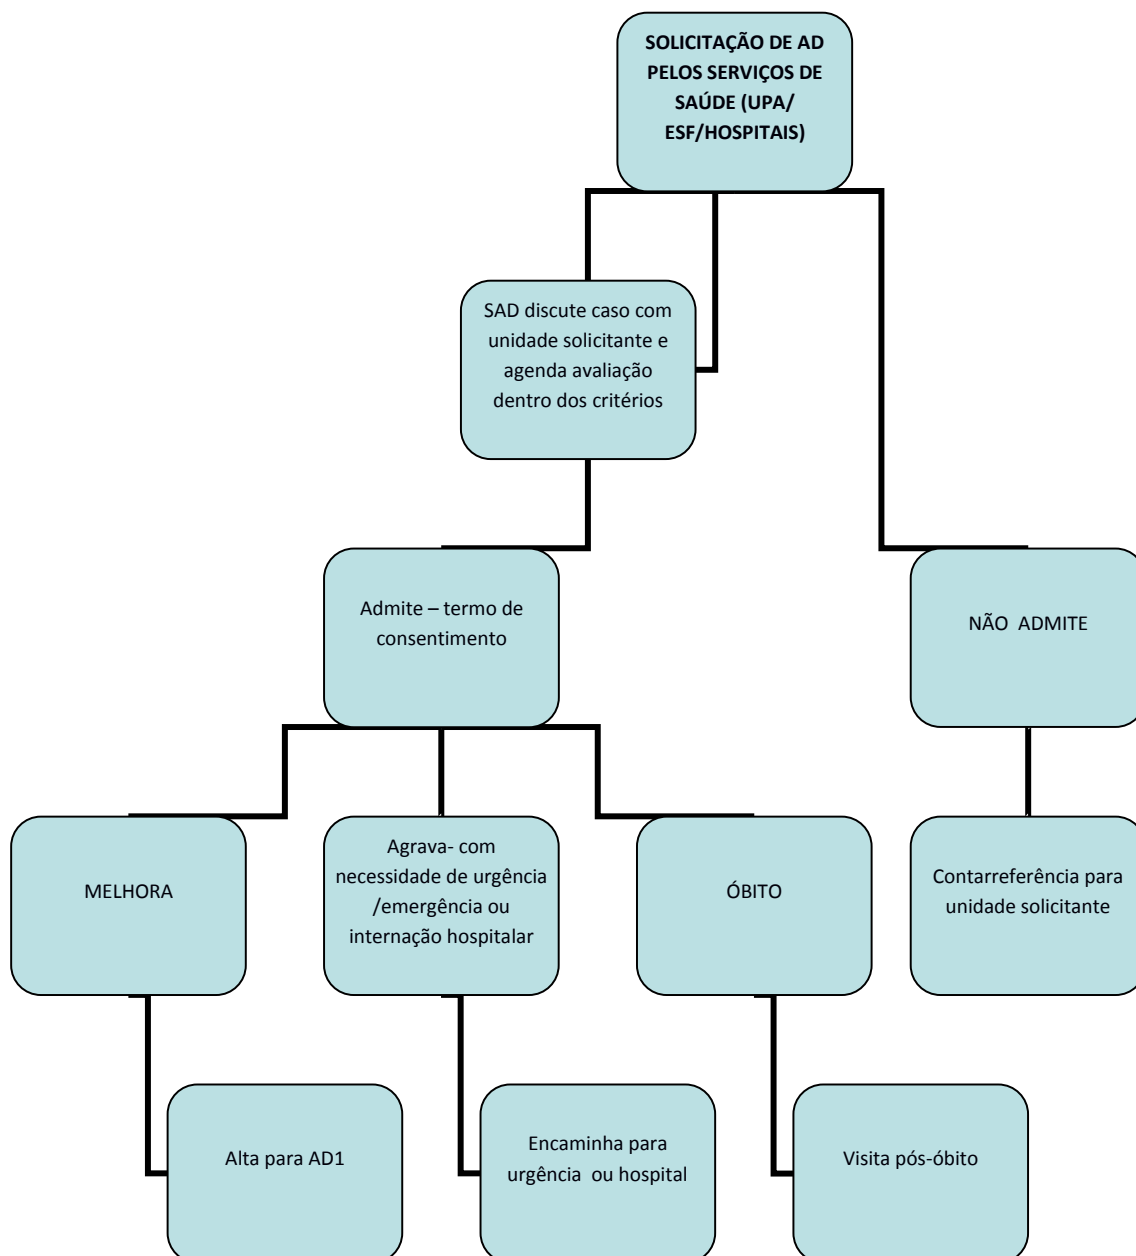 SOLICITAÇÃO DE AD
PELOS SERVIÇOS DE
SAÚDE (UPA/
ESF/HOSPITAIS)
SAD discute caso com
unidade solicitante e
agenda avaliação
dentro dos critérios
Admite – termo de
consentimento
NÃO ADMITE
MELHORA
Agrava- com
necessidade de urgência
/emergência ou
internação hospitalar
ÓBITO
Contarreferência para
unidade solicitante
Alta para AD1
Encaminha para
urgência ou hospital
Visita pós-óbito